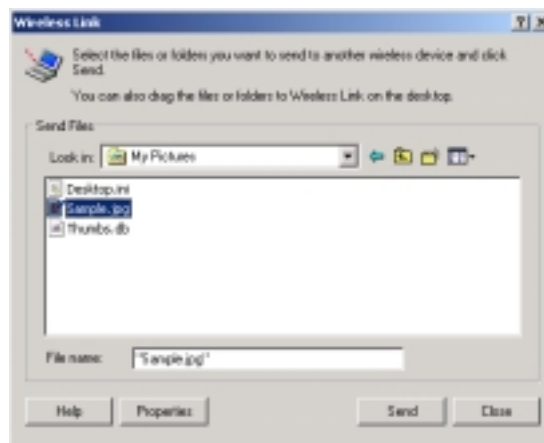 Wireless Link
Select the files or folders you want to send to another wireless device and click
Send.
You can also drag the files or folders to Wireless Link on the desktop.
Send Files
Look in: My Pictures
Desktop.ini
Sample.jpg
Thumbs.db
File name: "Sample.jpg"
Help Properties Send Close